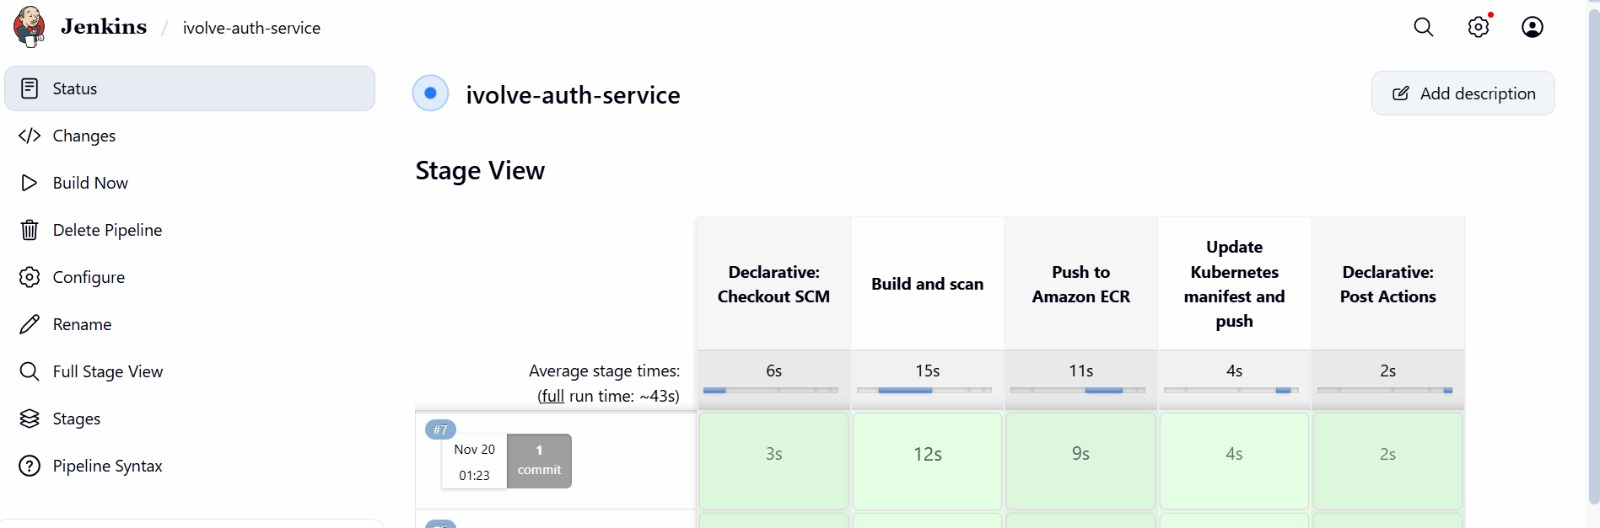 Jenkins / ivolve-auth-service
Status
Changes
Build Now
Delete Pipeline
Configure
Rename
Full Stage View
Stages
Pipeline Syntax
ivolve-auth-service
Add description
Stage View
Declarative:
Checkout SCM
Build and scan
Push to
Amazon ECR
Update
Kubernetes
manifest and
push
Declarative:
Post Actions
Average stage times:
(full run time: ~43s)
6s
15s
11s
4s
2s
#7
Nov 20
01:23
1
commit
3s
12s
9s
4s
2s